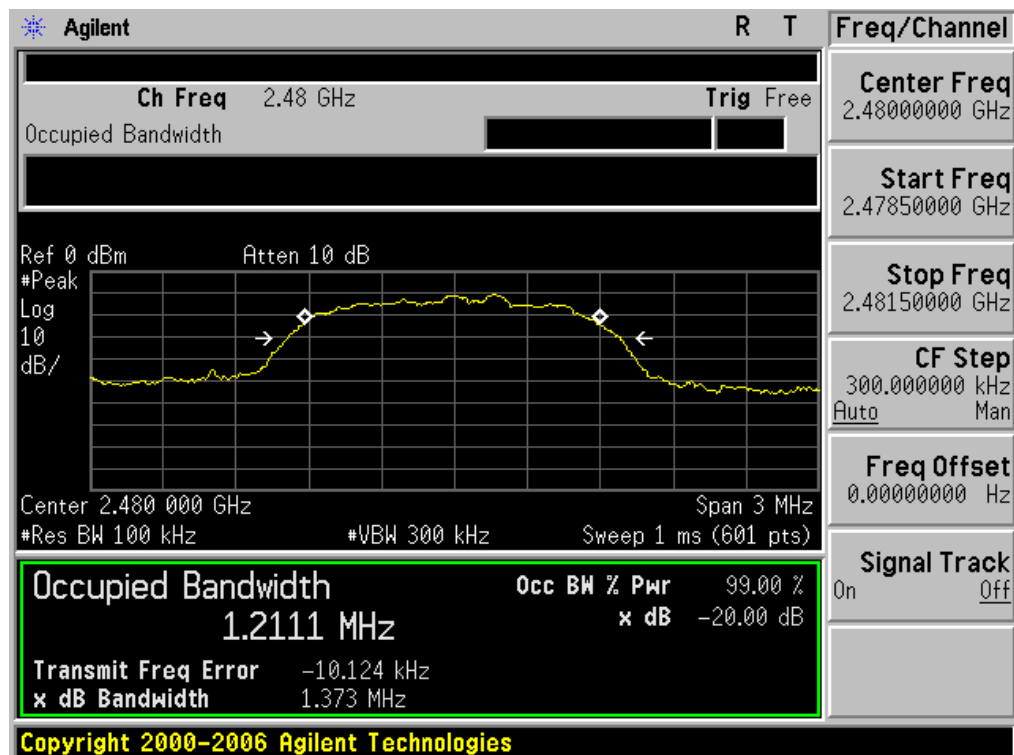 Agilent R T
Ch Freq 2.48 GHz Trig Free
Occupied Bandwidth
Ref 0 dBm Atten 10 dB
#Peak
Log
10
dB/
Center 2.480 000 GHz Span 3 MHz
#Res BW 100 kHz #VBW 300 kHz Sweep 1 ms (601 pts)
Occupied Bandwidth Occ BW % Pwr 99.00 %
1.2111 MHz x dB -20.00 dB
Transmit Freq Error -10.124 kHz
x dB Bandwidth 1.373 MHz
Copyright 2000-2006 Agilent Technologies
Freq/Channel
Center Freq
2.48000000 GHz
Start Freq
2.47850000 GHz
Stop Freq
2.48150000 GHz
CF Step
300.000000 kHz
Auto Man
Freq Offset
0.00000000 Hz
Signal Track
On Off